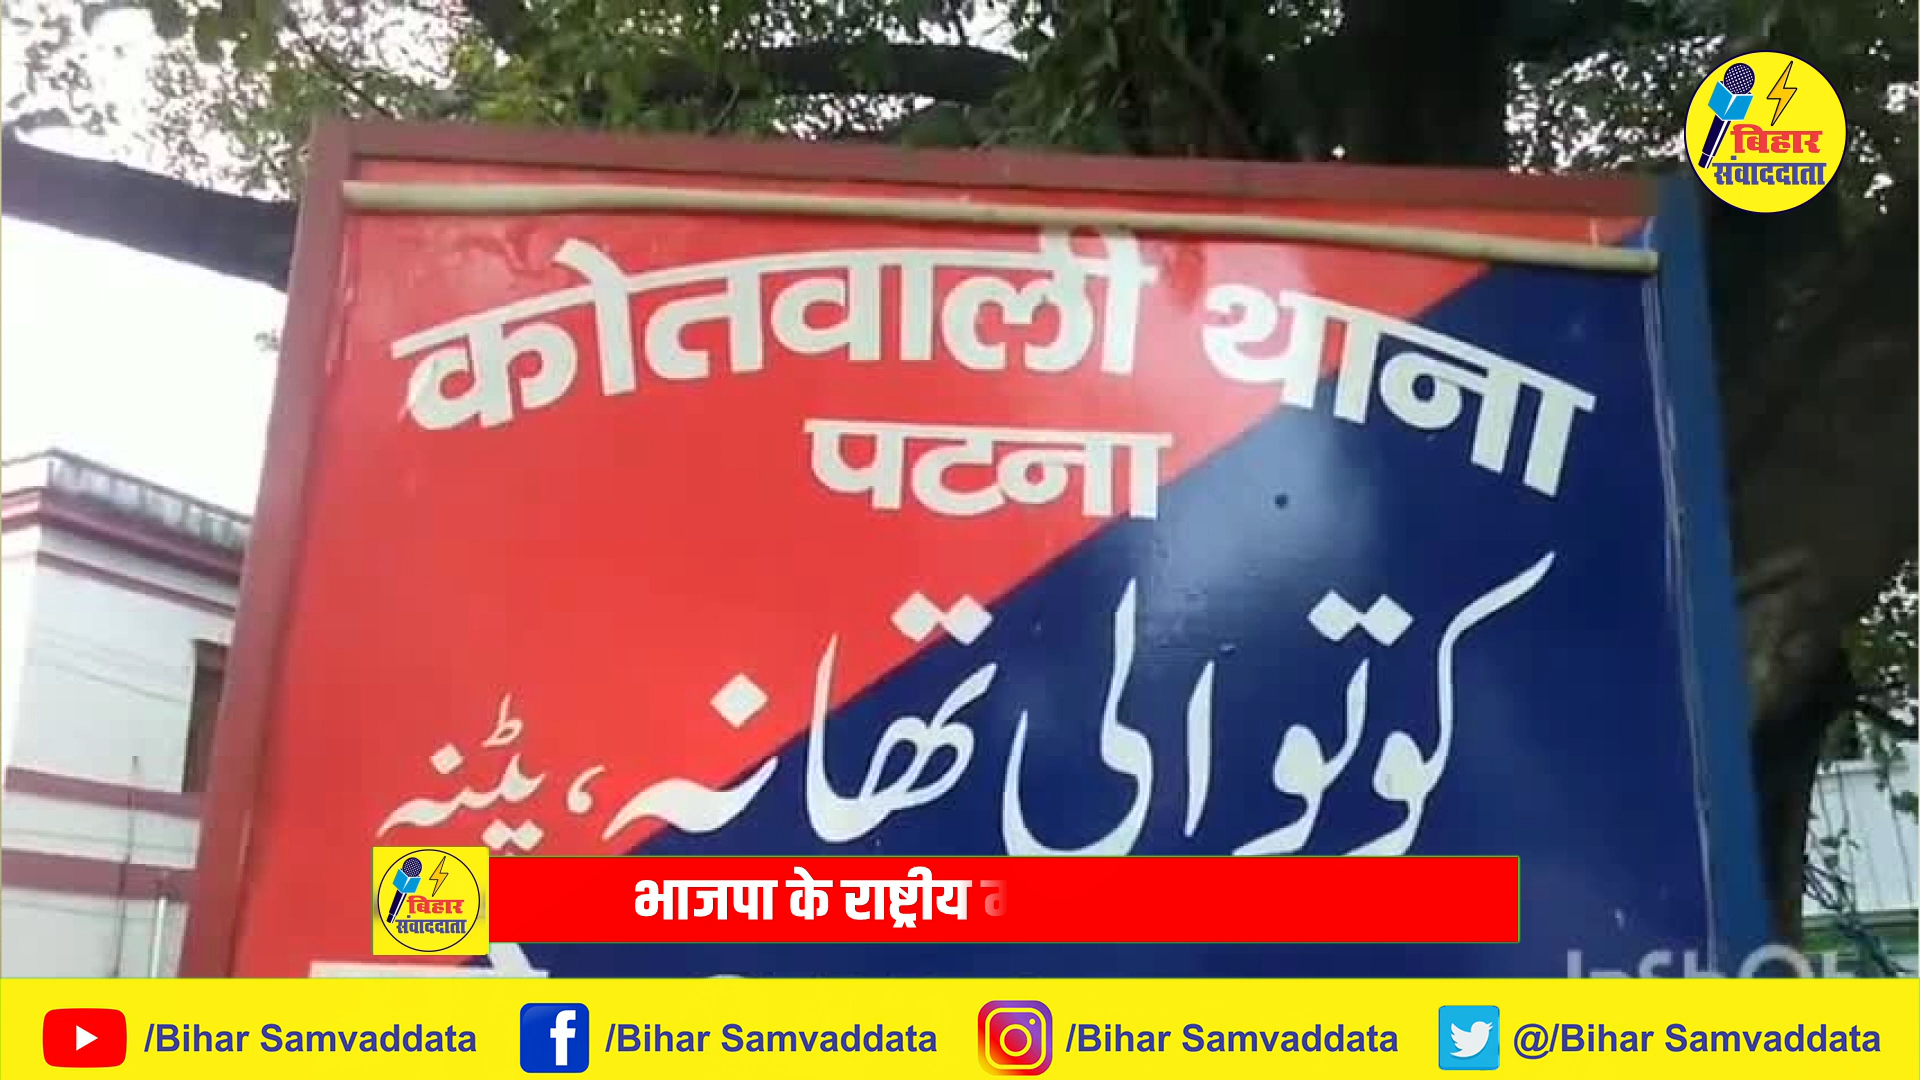 बिहार
संवाददाता
कोतवाली थाना
पटना
کوتوالی تھانہ ، پٹنہ
बिहार
संवाददाता
भाजपा के राष्ट्रीय
/Bihar Samvaddata
/Bihar Samvaddata
/Bihar Samvaddata
@/Bihar Samvaddata